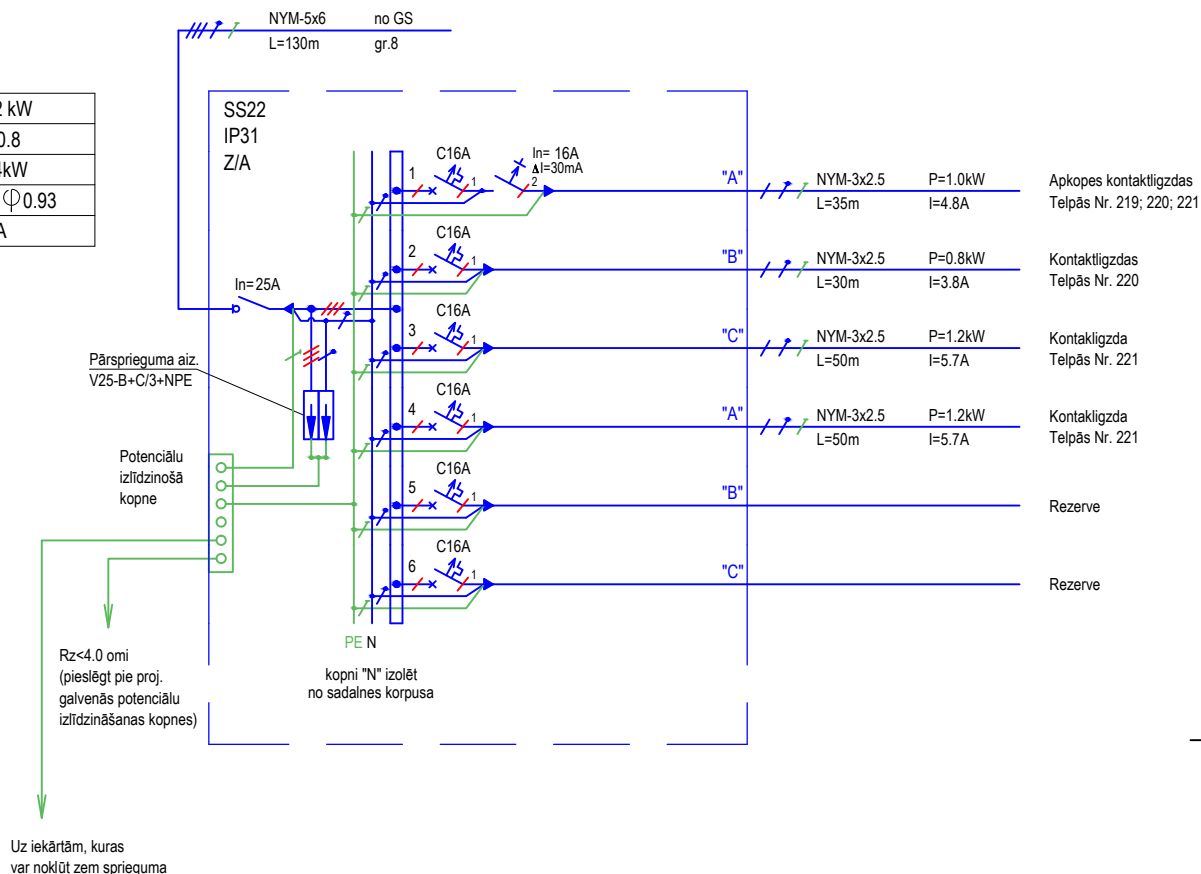 NYM-5x6 no GS
L=130m gr.8
kW
0.8
kW
φ 0.93
A
SS22
IP31
Z/A
In=25A
Pārsprieguma aiz.
V25-B+C/3+NPE
Potenciālu
izlīdzinošā
kopne
Rz<4.0 omi
(pieslēgt pie proj.
galvenās potenciālu
izlīdzināšanas kopnes)
Uz iekārtām, kuras
var nokļūt zem sprieguma
1 C16A 1 In= 16A
ΔI=30mA
2 "A" NYM-3x2.5 P=1.0kW Apkopes kontaktligzdas
L=35m I=4.8A Telpās Nr. 219; 220; 221
2 C16A 1 "B" NYM-3x2.5 P=0.8kW Kontaktligzdas
L=30m I=3.8A Telpās Nr. 220
3 C16A 1 "C" NYM-3x2.5 P=1.2kW Kontakligzda
L=50m I=5.7A Telpās Nr. 221
4 C16A 1 "A" NYM-3x2.5 P=1.2kW Kontakligzda
L=50m I=5.7A Telpās Nr. 221
5 C16A 1 "B" Rezerve
6 C16A 1 "C" Rezerve
PE N
kopni "N" izolēt
no sadalnes korpusa